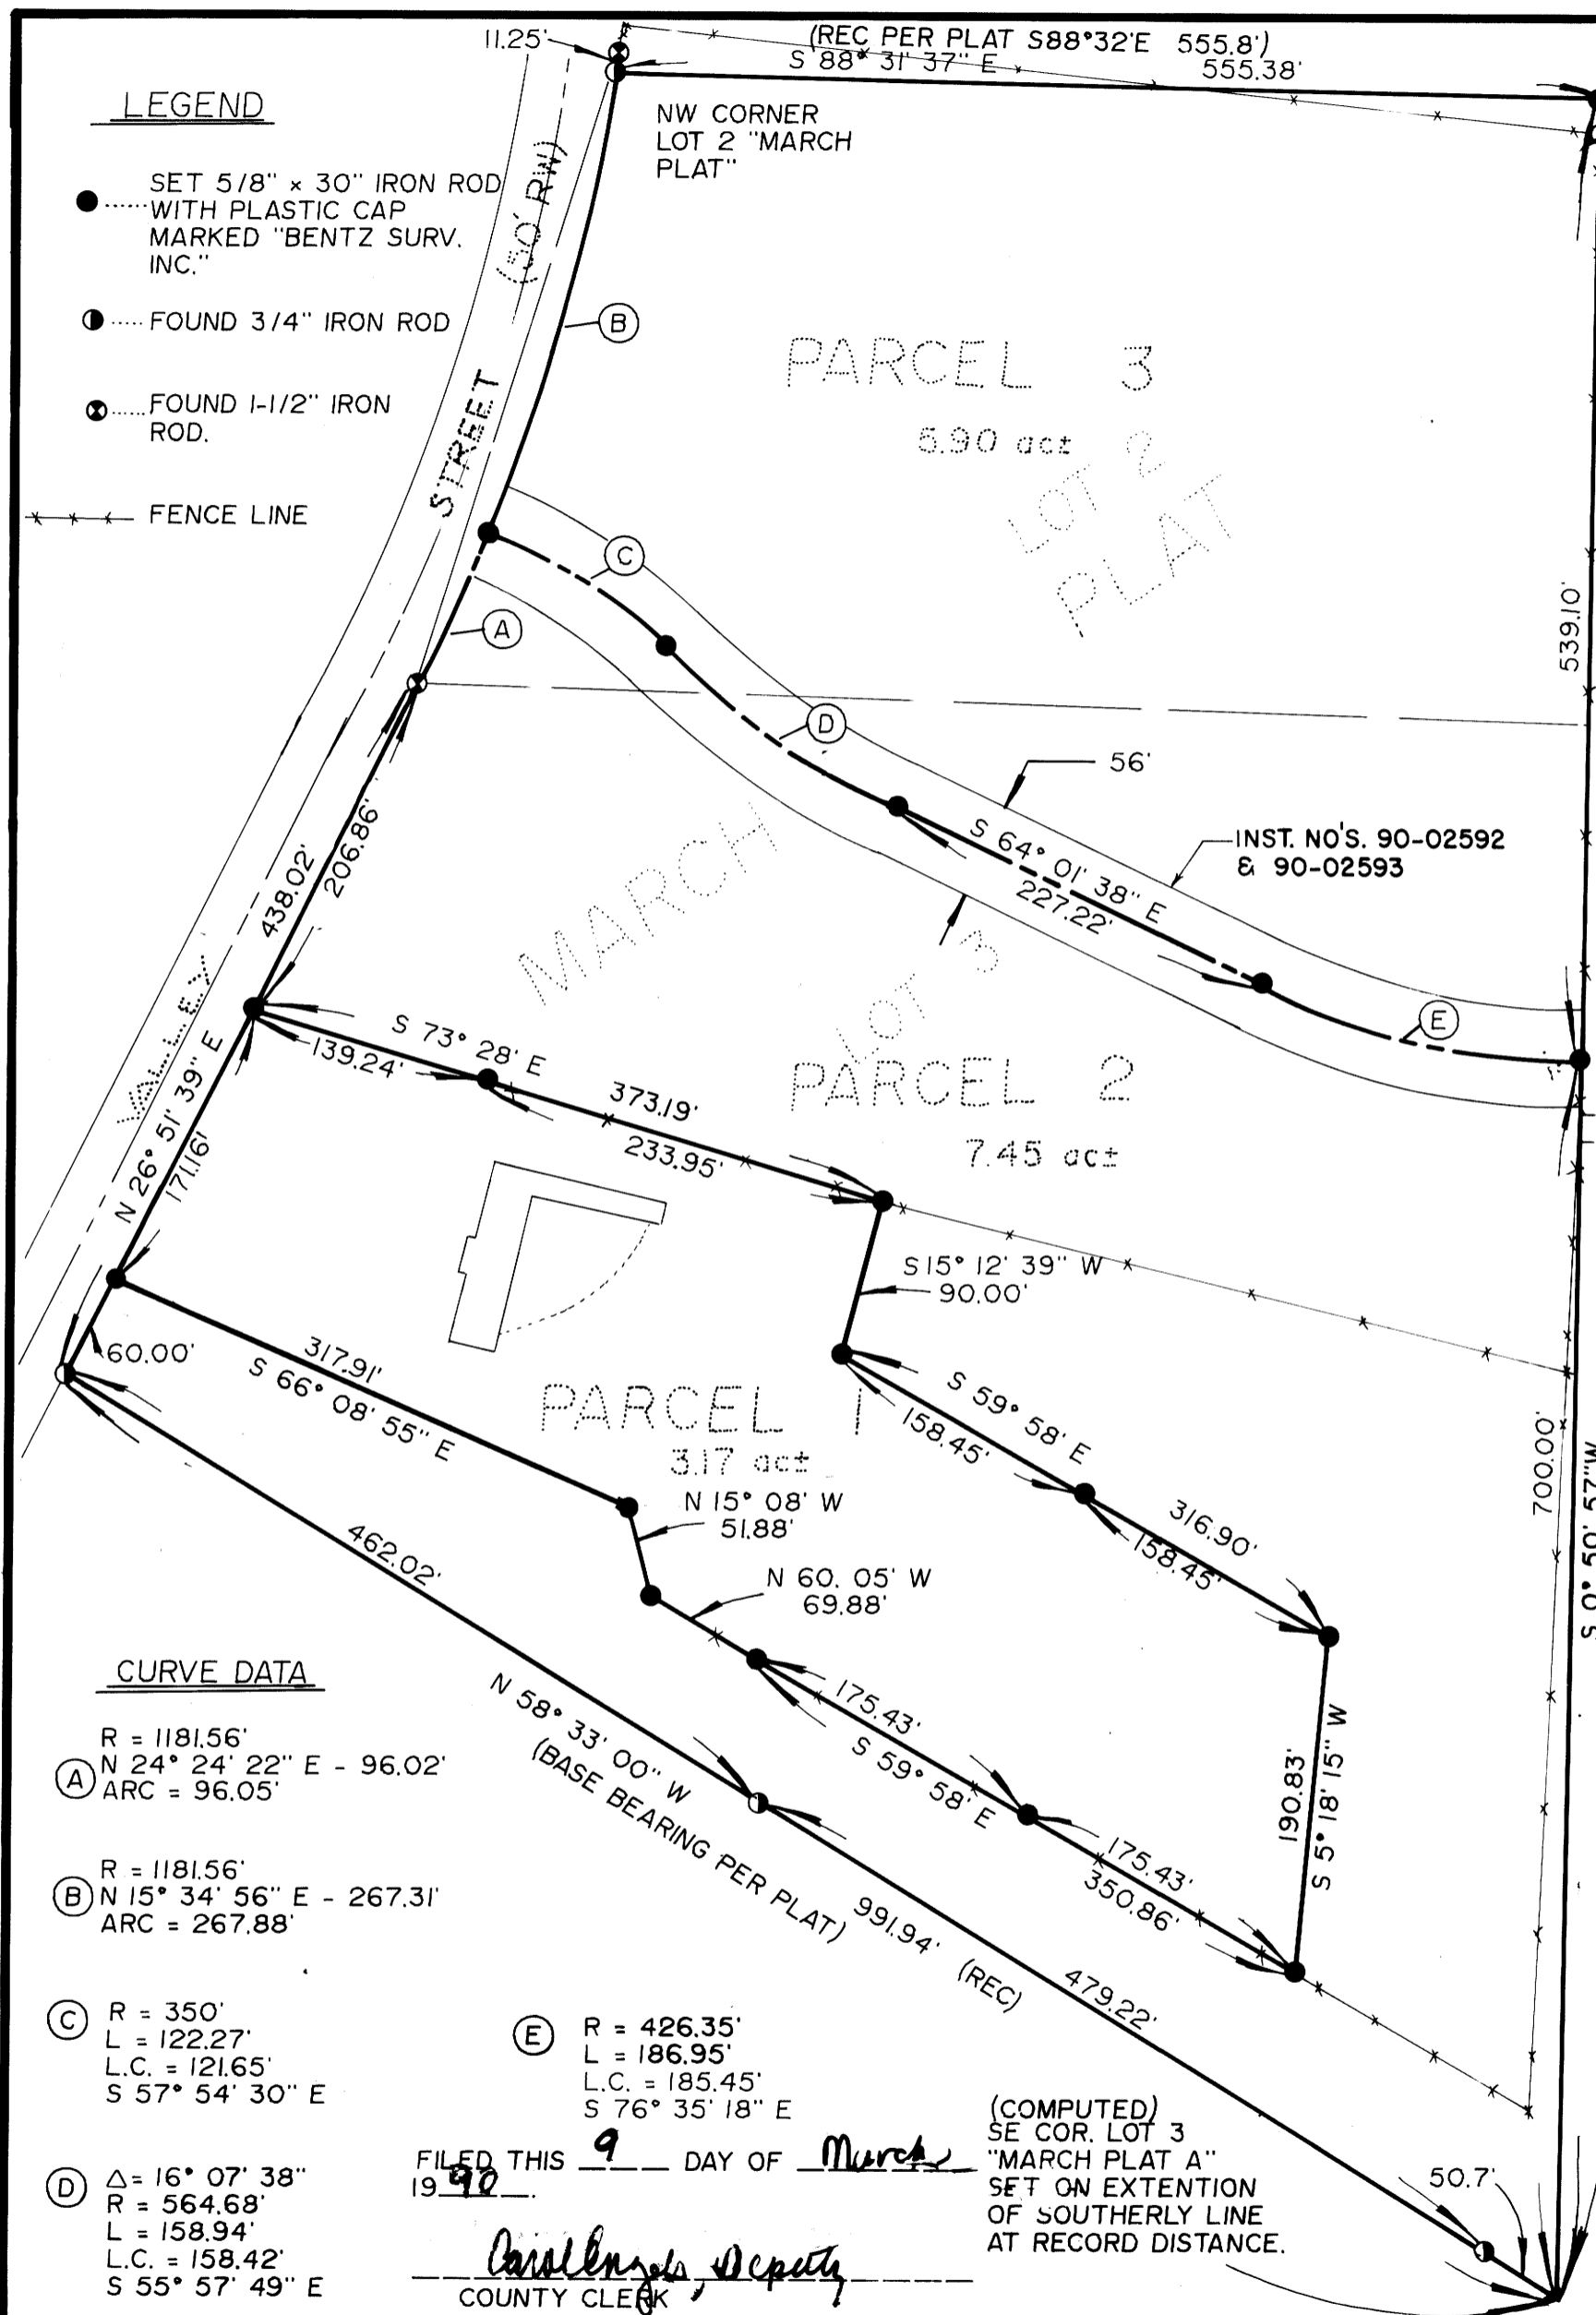 11.25'
(REC PER PLAT S88°32'E 555.8')
S 88° 31' 37" E
555.38'
LEGEND
NW CORNER
LOT 2 "MARCH
PLAT"
SET 5/8" x 30" IRON ROD
WITH PLASTIC CAP
MARKED "BENTZ SURV.
INC."
FOUND 3/4" IRON ROD
FOUND 1-1/2" IRON
ROD.
FENCE LINE
VALLEY STREET (50' RW)
B
PARCEL 3
5.90 ac±
LOT 2
PLAT
C
A
D
539.10'
56'
S 64° 01' 38" E
227.22'
INST. NO'S. 90-02592
& 90-02593
438.02'
206.86'
MARCH
LOT 3
E
S 73° 28' E
139.24'
373.19'
233.95'
PARCEL 2
7.45 ac±
N 26° 51' 39" E
171.16'
S 15° 12' 39" W
90.00'
60.00'
317.91'
S 66° 08' 55" E
PARCEL 1
3.17 ac±
S 59° 58' E
158.45'
316.90'
158.45'
700.00'
S 0° 50' 57" W
N 15° 08' W
51.88'
N 60. 05' W
69.88'
462.02'
N 58° 33' 00" W
(BASE BEARING PER PLAT)
991.94' (REC)
175.43'
S 59° 58' E
175.43'
350.86'
190.83'
S 5° 18' 15" W
479.22'
CURVE DATA
A
R = 1181.56'
N 24° 24' 22" E - 96.02'
ARC = 96.05'
B
R = 1181.56'
N 15° 34' 56" E - 267.31'
ARC = 267.88'
C
R = 350'
L = 122.27'
L.C. = 121.65'
S 57° 54' 30" E
D
Δ= 16° 07' 38"
R = 564.68'
L = 158.94'
L.C. = 158.42'
S 55° 57' 49" E
E
R = 426.35'
L = 186.95'
L.C. = 185.45'
S 76° 35' 18" E
FILED THIS 9 DAY OF March
1990.
Deputy
COUNTY CLERK
(COMPUTED)
SE COR. LOT 3
"MARCH PLAT A"
SET ON EXTENTION
OF SOUTHERLY LINE
AT RECORD DISTANCE.
50.7'